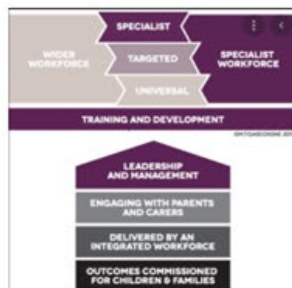 SPECIALIST
WIDER
WORKFORCE
TARGETED
SPECIALIST
WORKFORCE
UNIVERSAL
TRAINING AND DEVELOPMENT
LEADERSHIP
AND MANAGEMENT
ENGAGING WITH PARENTS
AND CARERS
DELIVERED BY AN
INTEGRATED WORKFORCE
OUTCOMES COMMISSIONED
FOR CHILDREN & FAMILIES